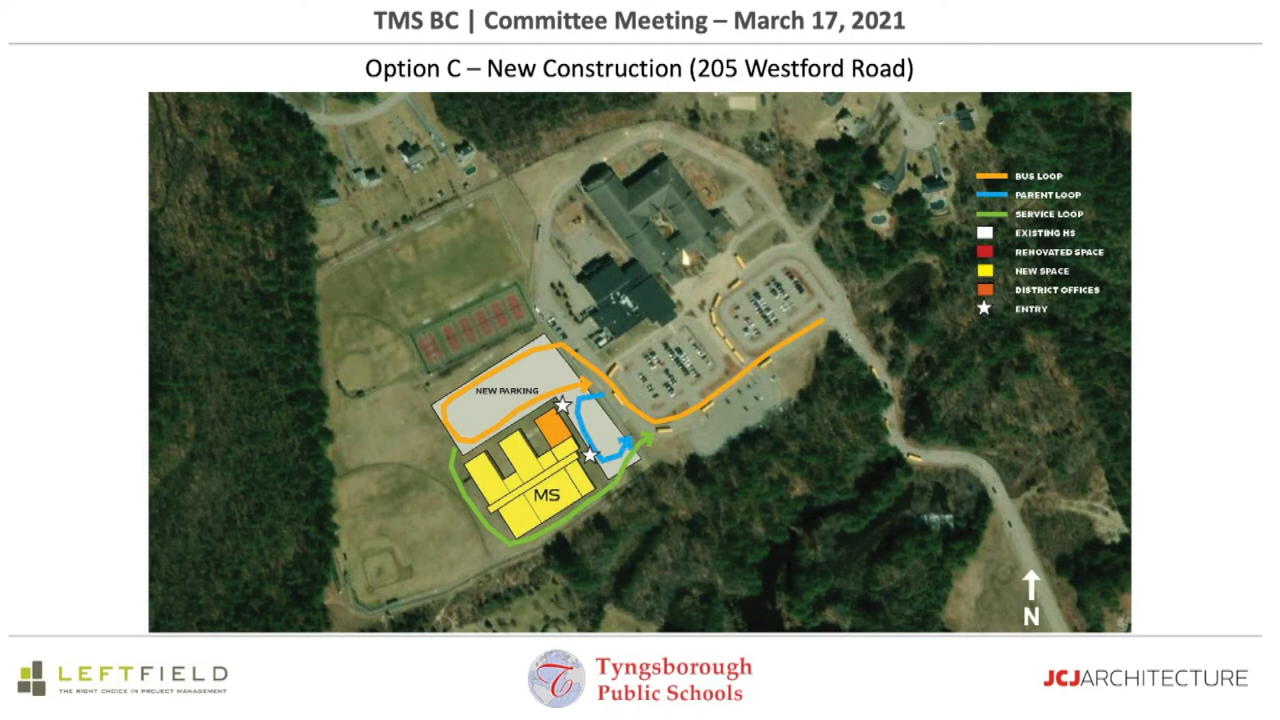 TMS BC | Committee Meeting – March 17, 2021
Option C – New Construction (205 Westford Road)
BUS LOOP
PARENT LOOP
SERVICE LOOP
EXISTING HS
RENOVATED SPACE
NEW SPACE
DISTRICT OFFICES
ENTRY
NEW PARKING
MS
N
LEFTFIELD
THE RIGHT CHOICE IN PROJECT MANAGEMENT
Tyngsborough
Public Schools
JCJARCHITECTURE